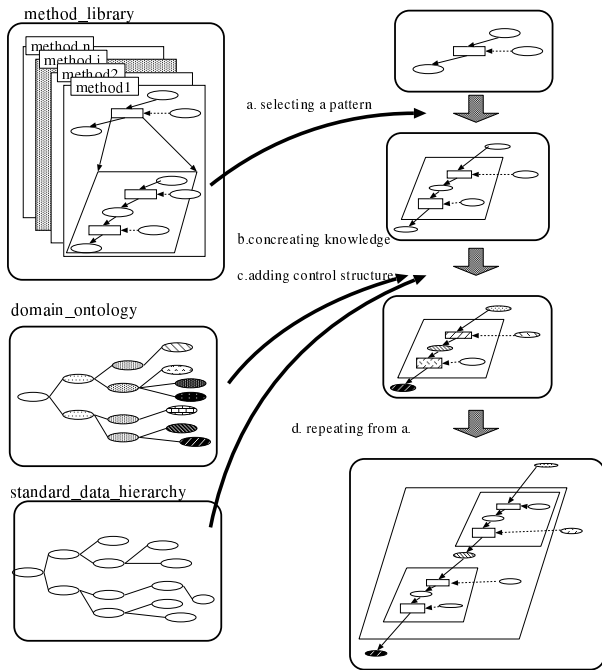 method_library
method n
method i
method2
method1
a. selecting a pattern
b.concreating knowledge
c.adding control structure
domain_ontology
d. repeating from a.
standard_data_hierarchy